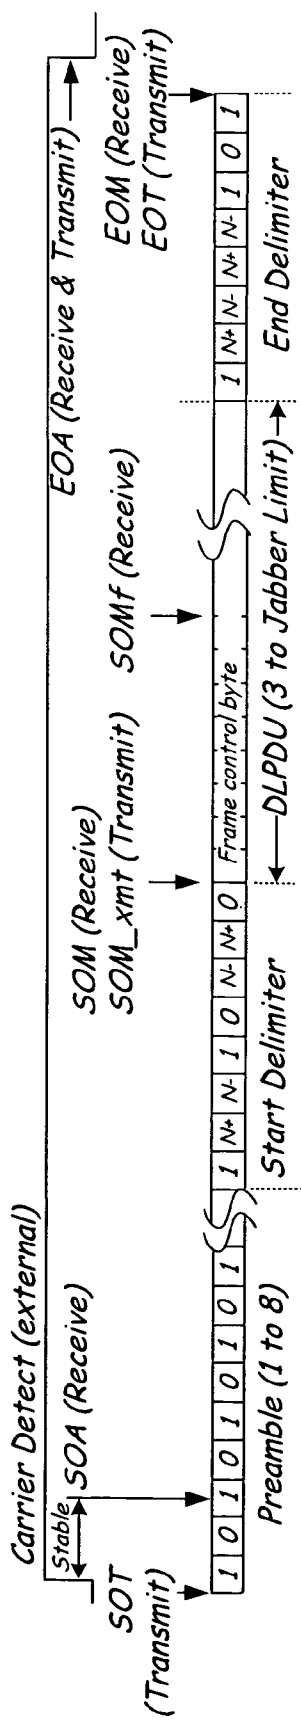 Carrier Detect (external)
EOA (Receive & Transmit)
Stable
SOA (Receive)
SOM (Receive)
SOM_xmt (Transmit)
SOMf (Receive)
EOM (Receive)
EOT (Transmit)
SOT
(Transmit)
1 0 1 0 1 0 1 0 1 1 N+ N- 1 0 N- N+ 0 Frame control byte 1 N+ N- N+ N- 1 0 1
Preamble (1 to 8)
Start Delimiter
DLPDU (3 to Jabber Limit)
End Delimiter